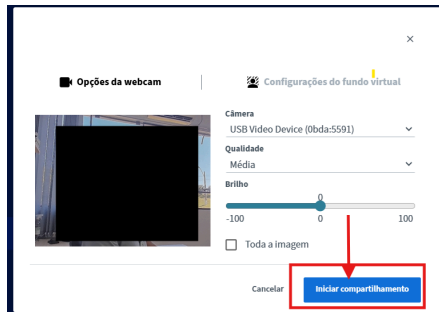 ×
Opções da webcam
Configurações do fundo virtual
Câmera
USB Video Device (0bda:5591)
Qualidade
Média
Brilho
0
-100 0 100
Toda a imagem
Cancelar
Iniciar compartilhamento